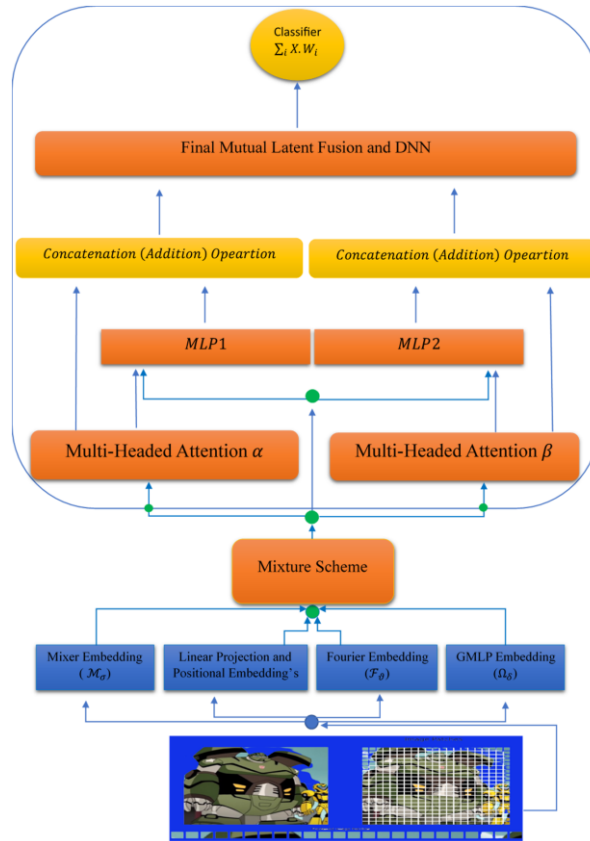 Classifier
∑ᵢ X.Wᵢ
Final Mutual Latent Fusion and DNN
Concatenation (Addition) Opeartion
Concatenation (Addition) Opeartion
MLP1
MLP2
Multi-Headed Attention α
Multi-Headed Attention β
Mixture Scheme
Mixer Embedding
( ℳσ)
Linear Projection and
Positional Embedding's
Fourier Embedding
(ℱϑ)
GMLP Embedding
(Ωδ)